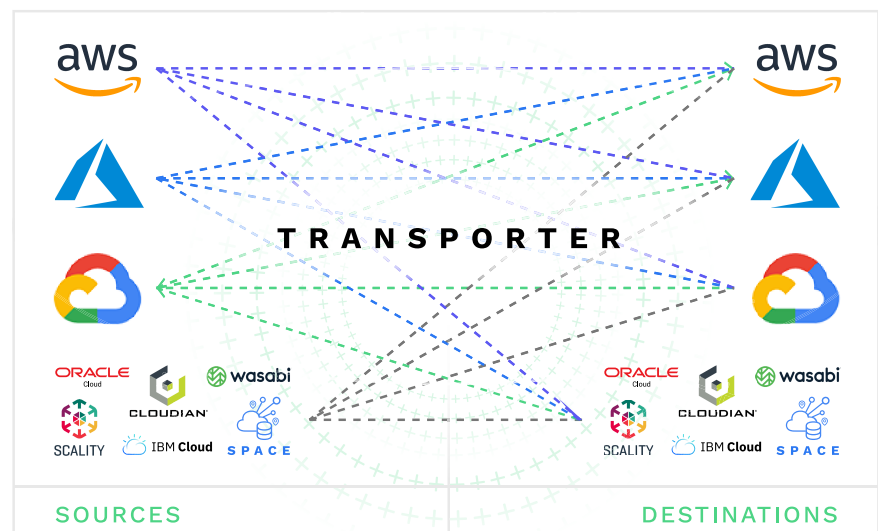 aws
aws
TRANSPORTER
ORACLE
Cloud
wasabi
CLOUDIAN
SCALITY
IBM Cloud
SPACE
ORACLE
Cloud
wasabi
CLOUDIAN
SCALITY
IBM Cloud
SPACE
SOURCES
DESTINATIONS